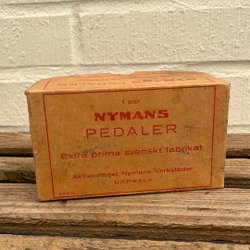 1 par
NYMANS
PEDALER
Extra prima svenskt fabrikat
Aktiebolaget Nymans Verkstäder
UPPSALA